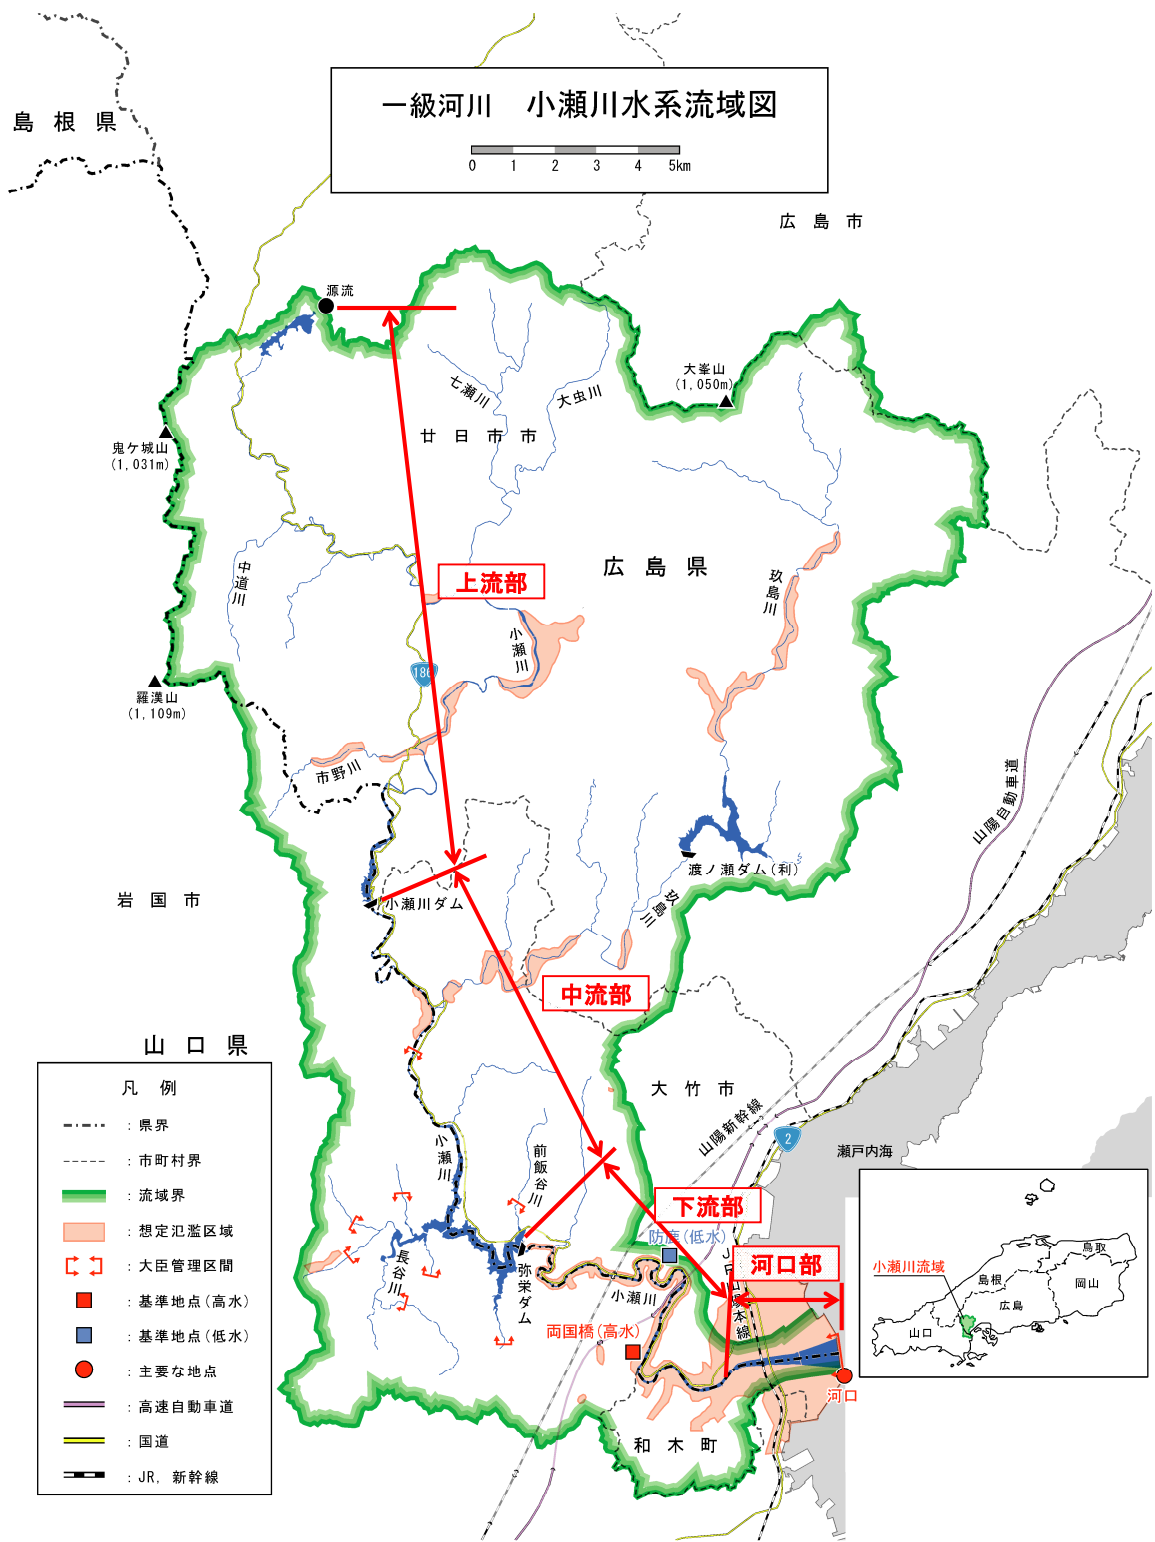 一級河川　小瀬川水系流域図
0 1 2 3 4 5km
島根県
広島市
源流
大峯山
(1,050m)
七瀬川
大虫川
廿日市市
鬼ケ城山
(1,031m)
広島県
中道川
上流部
玖島川
小瀬川
186
羅漢山
(1,109m)
市野川
山陽自動車道
渡ノ瀬ダム(利)
岩国市
小瀬川ダム
玖島川
中流部
山口県
大竹市
山陽新幹線
2
瀬戸内海
小瀬川
前飯谷川
下流部
防鹿(低水)
河口部
長谷川
弥栄ダム
小瀬川
両国橋(高水)
河口
和木町
凡例
：県界
：市町村界
：流域界
：想定氾濫区域
：大臣管理区間
：基準地点(高水)
：基準地点(低水)
：主要な地点
：高速自動車道
：国道
：JR, 新幹線
小瀬川流域
鳥取
島根
岡山
広島
山口